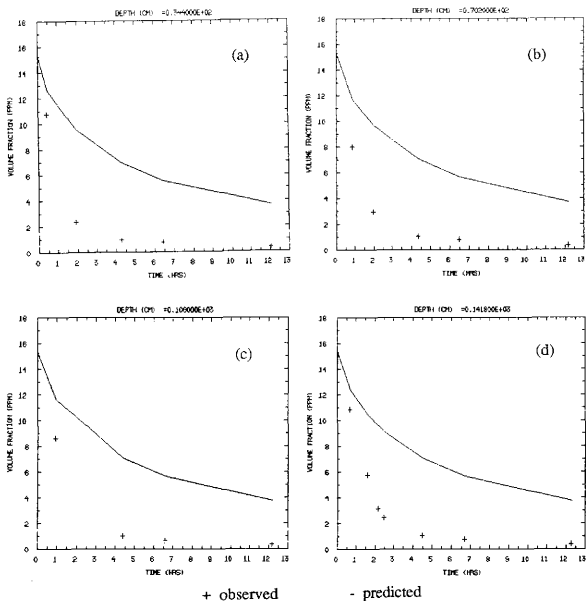 DEPTH (CM) =0.744000E+02
DEPTH (CM) =0.702000E+02
(a)
(b)
VOLUME FRACTION (PPM)
VOLUME FRACTION (PPM)
18
16
14
12
10
8
6
4
2
0
18
16
14
12
10
8
6
4
2
0
0 1 2 3 4 5 6 7 8 9 10 11 12 13
0 1 2 3 4 5 6 7 8 9 10 11 12 13
TIME (HRS)
TIME (HRS)
DEPTH (CM) =0.109000E+03
DEPTH (CM) =0.141800E+03
(c)
(d)
VOLUME FRACTION (PPM)
VOLUME FRACTION (PPM)
18
16
14
12
10
8
6
4
2
0
18
16
14
12
10
8
6
4
2
0
0 1 2 3 4 5 6 7 8 9 10 11 12 13
0 1 2 3 4 5 6 7 8 9 10 11 12 13
TIME (HRS)
TIME (HRS)
+ observed
- predicted